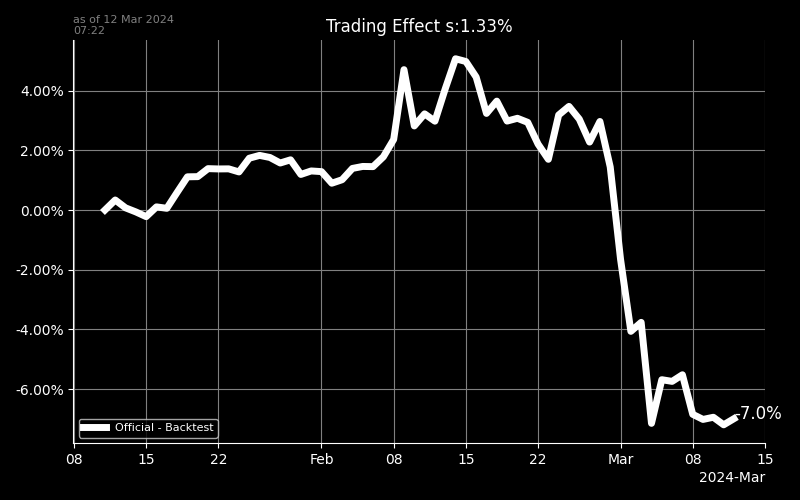 as of 12 Mar 2024
07:22
Trading Effect s:1.33%
4.00%
2.00%
0.00%
-2.00%
-4.00%
-6.00%
-7.0%
Official - Backtest
08 15 22 Feb 08 15 22 Mar 08 15
2024-Mar